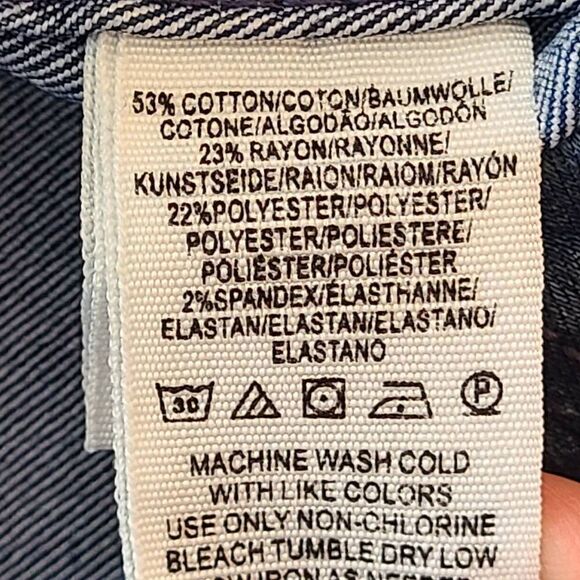 53% COTTON/COTON/BAUMWOLLE/
COTONE/ALGODÃO/ALGODÓN
23% RAYON/RAYONNE/
KUNSTSEIDE/RAION/RAIOM/RAYÓN
22%POLYESTER/POLYESTER/
POLYESTER/POLIESTERE/
POLIÉSTER/POLIÉSTER
2%SPANDEX/ÉLASTHANNE/
ELASTAN/ELASTAN/ELASTANO/
ELASTANO
30 P
MACHINE WASH COLD
WITH LIKE COLORS
USE ONLY NON-CHLORINE
BLEACH TUMBLE DRY LOW